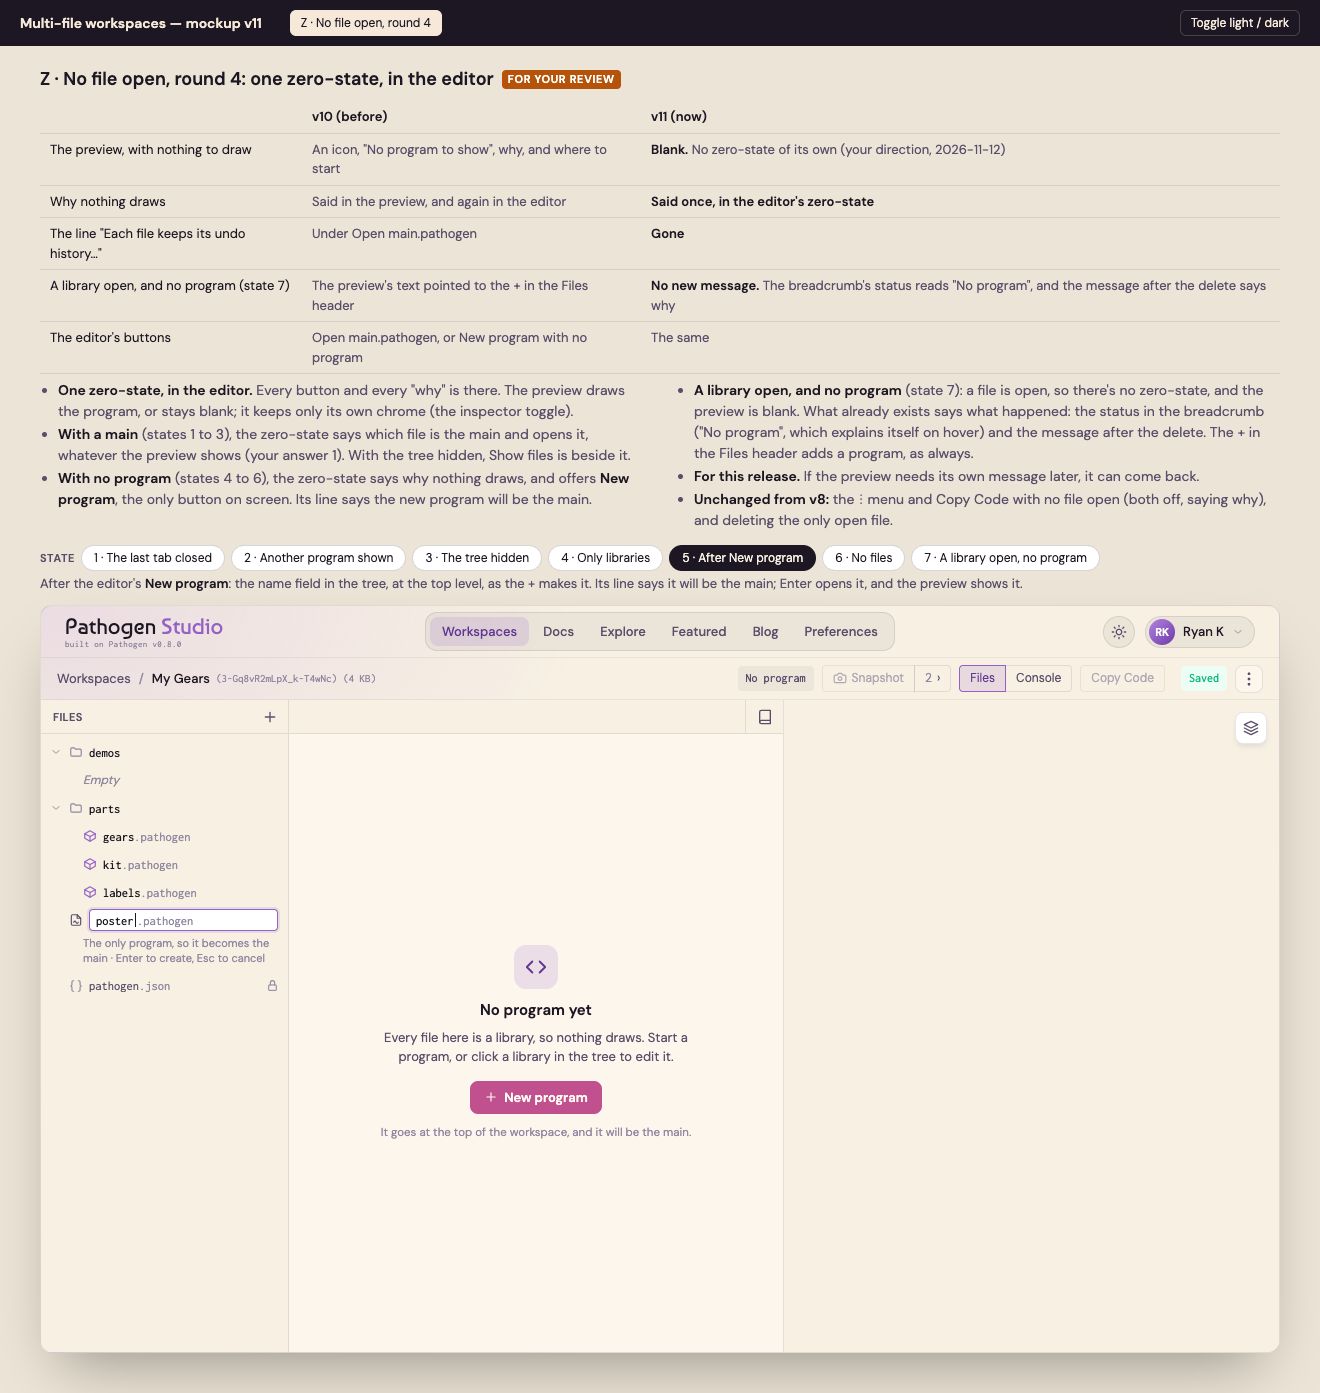 Multi-file workspaces — mockup v11
Z · No file open, round 4
Toggle light / dark
Z · No file open, round 4: one zero-state, in the editor
FOR YOUR REVIEW
v10 (before)
v11 (now)
The preview, with nothing to draw
An icon, "No program to show", why, and where to
start
Blank. No zero-state of its own (your direction, 2026-11-12)
Why nothing draws
Said in the preview, and again in the editor
Said once, in the editor's zero-state
The line "Each file keeps its undo
history…"
Under Open main.pathogen
Gone
A library open, and no program (state 7)
The preview's text pointed to the + in the Files
header
No new message. The breadcrumb's status reads "No program", and the message after the delete says
why
The editor's buttons
Open main.pathogen, or New program with no
program
The same
One zero-state, in the editor. Every button and every "why" is there. The preview draws
the program, or stays blank; it keeps only its own chrome (the inspector toggle).
With a main (states 1 to 3), the zero-state says which file is the main and opens it,
whatever the preview shows (your answer 1). With the tree hidden, Show files is beside it.
With no program (states 4 to 6), the zero-state says why nothing draws, and offers New
program, the only button on screen. Its line says the new program will be the main.
A library open, and no program (state 7): a file is open, so there's no zero-state, and the
preview is blank. What already exists says what happened: the status in the breadcrumb
("No program", which explains itself on hover) and the message after the delete. The + in
the Files header adds a program, as always.
For this release. If the preview needs its own message later, it can come back.
Unchanged from v8: the ⋮ menu and Copy Code with no file open (both off, saying why),
and deleting the only open file.
STATE
1 · The last tab closed
2 · Another program shown
3 · The tree hidden
4 · Only libraries
5 · After New program
6 · No files
7 · A library open, no program
After the editor's New program: the name field in the tree, at the top level, as the + makes it. Its line says it will be the main; Enter opens it, and the preview shows it.
Pathogen Studio
built on Pathogen v0.8.0
Workspaces
Docs
Explore
Featured
Blog
Preferences
RK
Ryan K
Workspaces / My Gears (3-Gq8vR2mLpX_k-T4wNc) (4 KB)
No program
Snapshot
2 ›
Files
Console
Copy Code
Saved
FILES
demos
Empty
parts
gears.pathogen
kit.pathogen
labels.pathogen
poster.pathogen
The only program, so it becomes the
main · Enter to create, Esc to cancel
{ } pathogen.json
No program yet
Every file here is a library, so nothing draws. Start a
program, or click a library in the tree to edit it.
+ New program
It goes at the top of the workspace, and it will be the main.